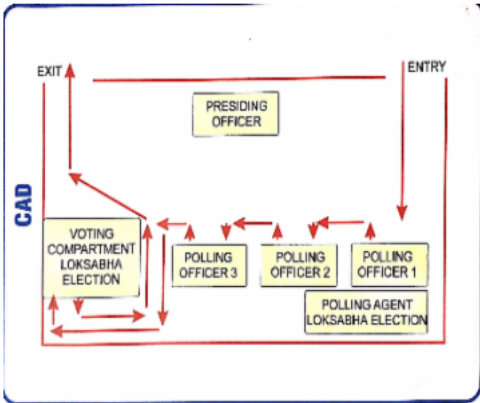 EXIT
ENTRY
PRESIDING
OFFICER
CAD
VOTING
COMPARTMENT
LOKSABHA
ELECTION
POLLING
OFFICER 3
POLLING
OFFICER 2
POLLING
OFFICER 1
POLLING AGENT
LOKSABHA ELECTION